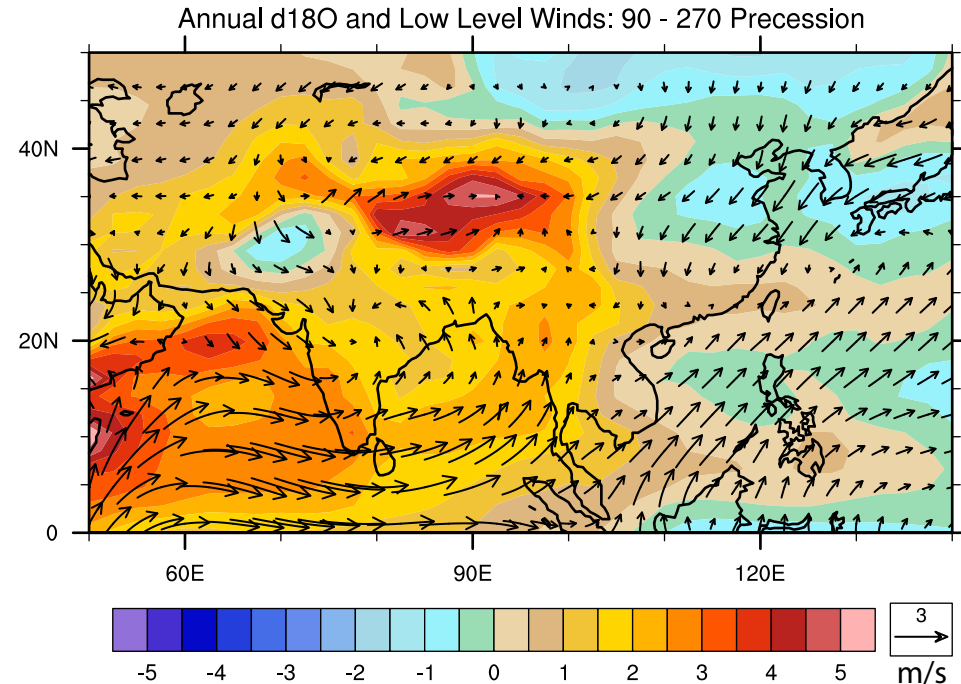 Annual d18O and Low Level Winds: 90 - 270 Precession
40N
20N
0
60E 90E 120E
-5 -4 -3 -2 -1 0 1 2 3 4 5
3
m/s